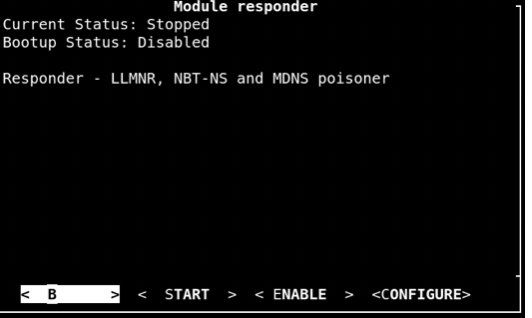 Module responder
Current Status: Stopped
Bootup Status: Disabled
Responder - LLMNR, NBT-NS and MDNS poisoner
< B > < START > < ENABLE > <CONFIGURE>